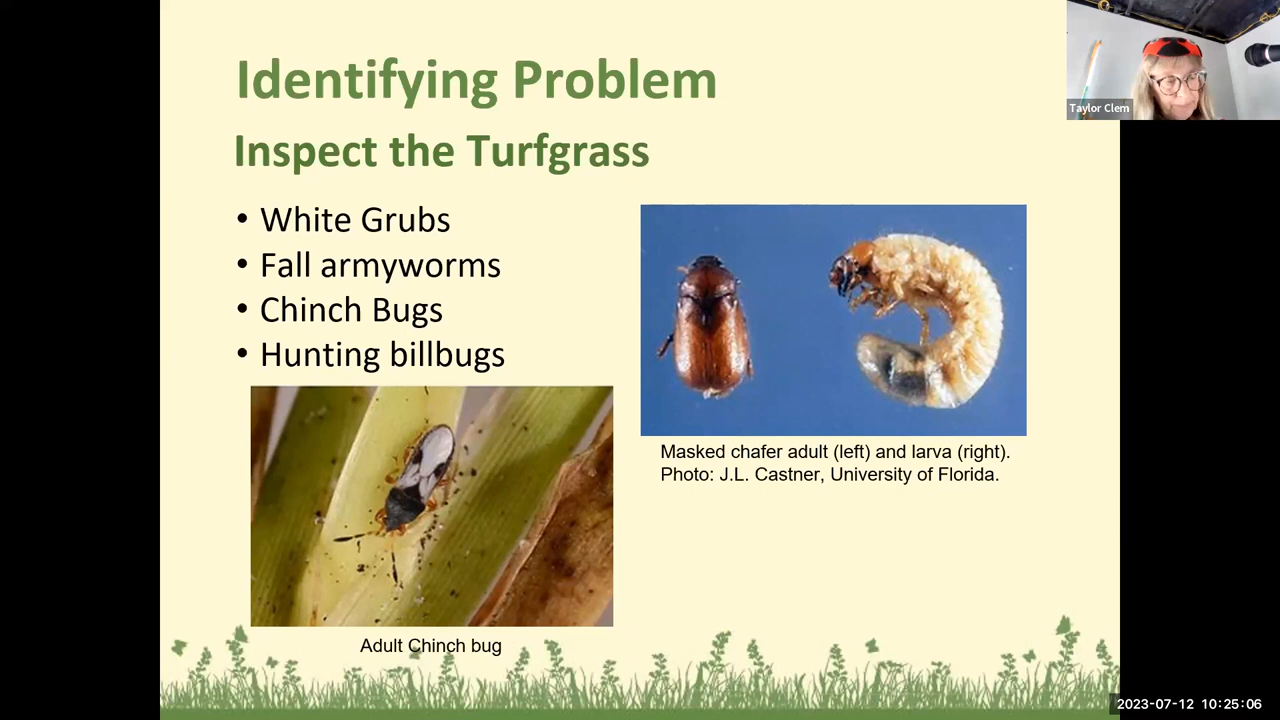 Identifying Problem
Inspect the Turfgrass
• White Grubs
• Fall armyworms
• Chinch Bugs
• Hunting billbugs
Masked chafer adult (left) and larva (right).
Photo: J.L. Castner, University of Florida.
Adult Chinch bug
Taylor Clem
2023-07-12 10:25:06